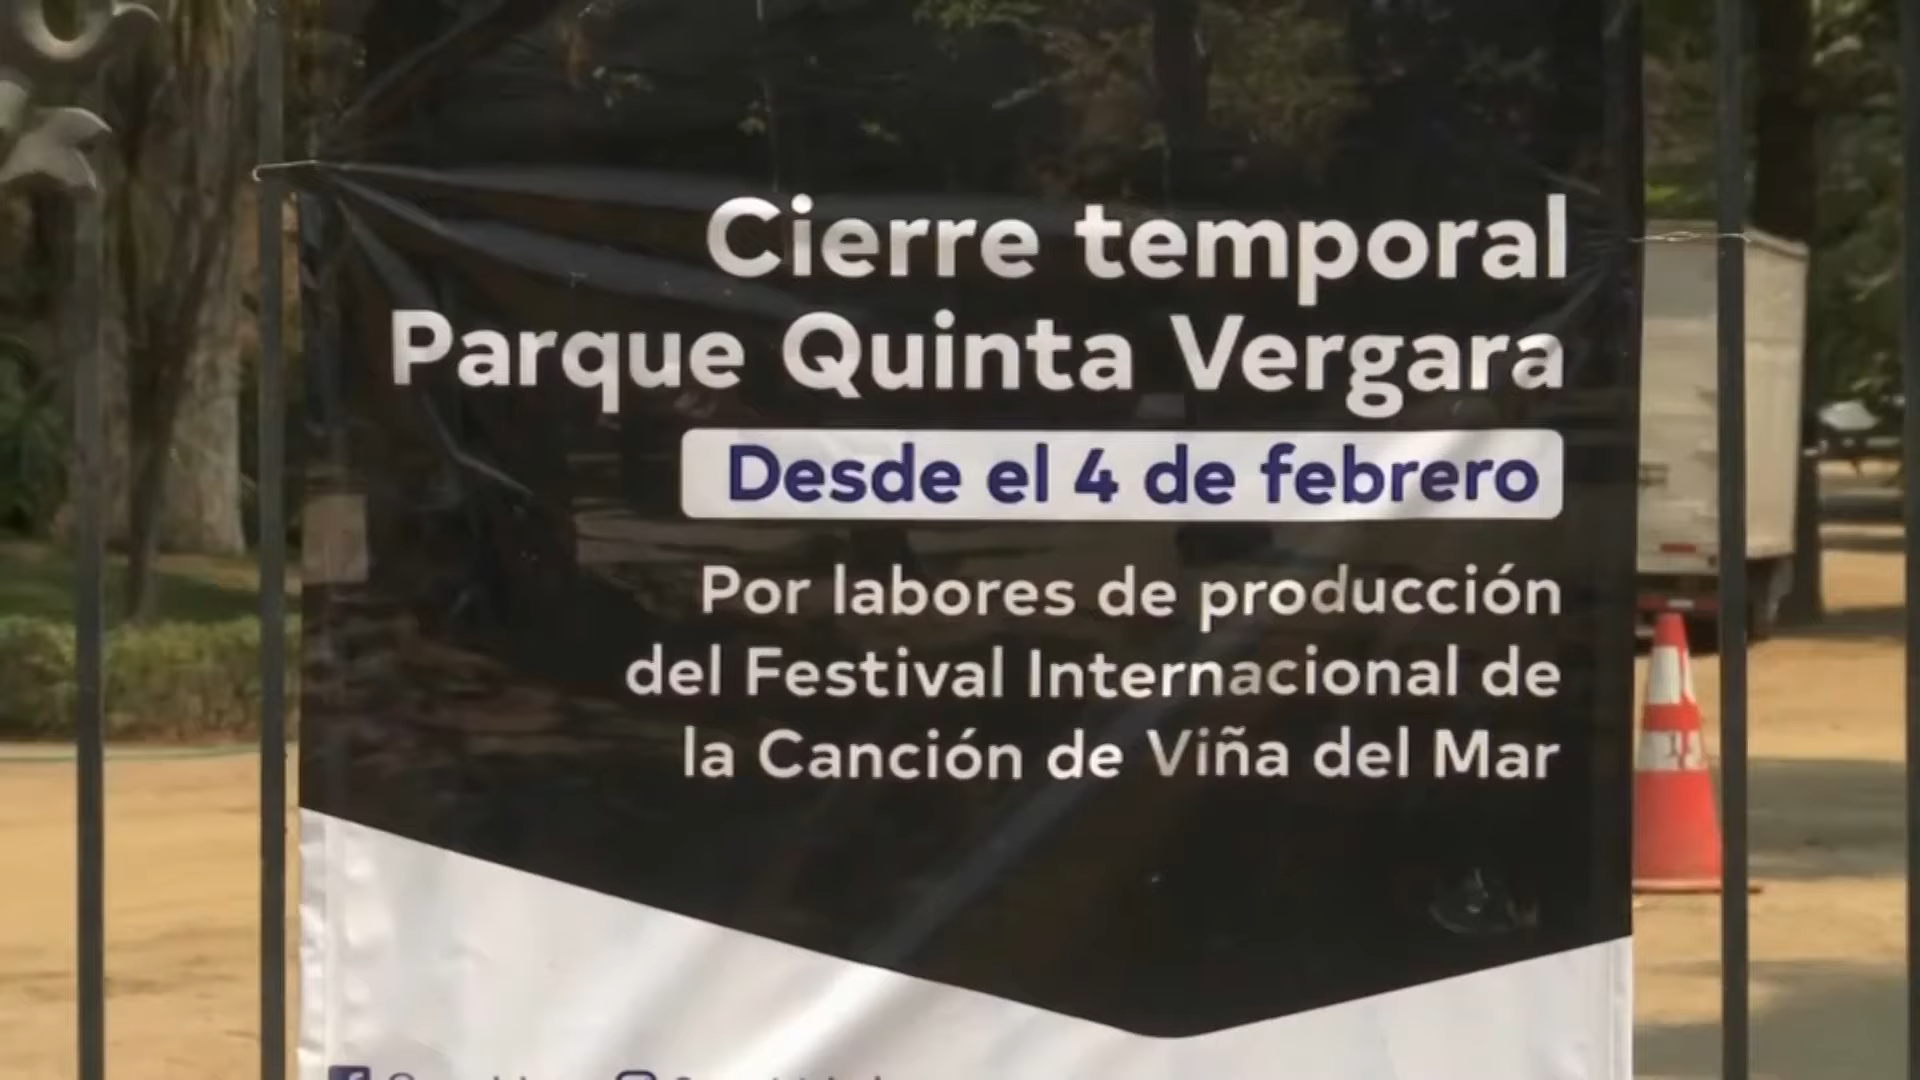 Cierre temporal
Parque Quinta Vergara
Desde el 4 de febrero
Por labores de producción
del Festival Internacional de
la Canción de Viña del Mar